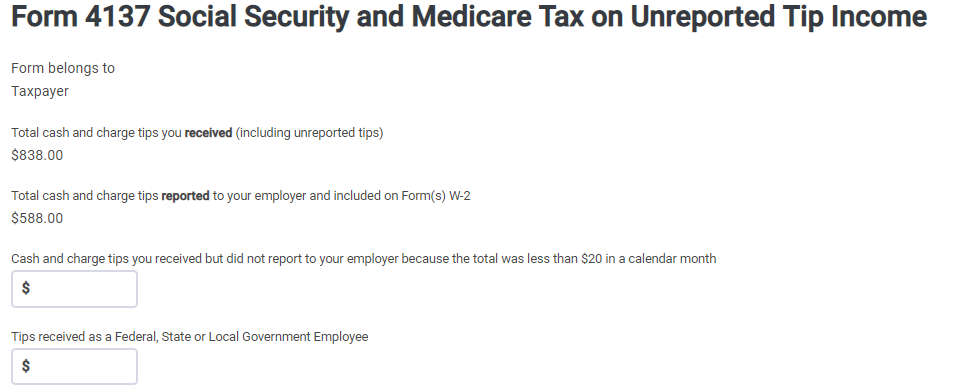 Form 4137 Social Security and Medicare Tax on Unreported Tip Income
Form belongs to
Taxpayer
Total cash and charge tips you received (including unreported tips)
$838.00
Total cash and charge tips reported to your employer and included on Form(s) W-2
$588.00
Cash and charge tips you received but did not report to your employer because the total was less than $20 in a calendar month
$
Tips received as a Federal, State or Local Government Employee
$